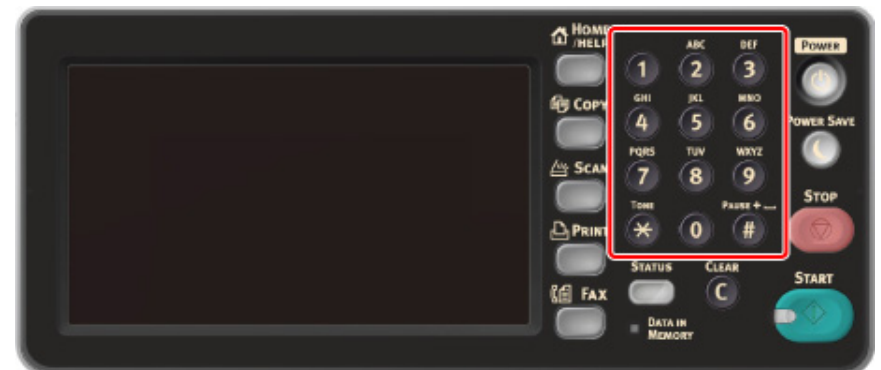 HOME
/HELP
COPY
SCAN
PRINT
FAX
ABC DEF
1 2 3
GHI JKL MNO
4 5 6
PQRS TUV WXYZ
7 8 9
TONE PAUSE +
* 0 #
STATUS CLEAR
C
DATA IN
MEMORY
POWER
POWER SAVE
STOP
START